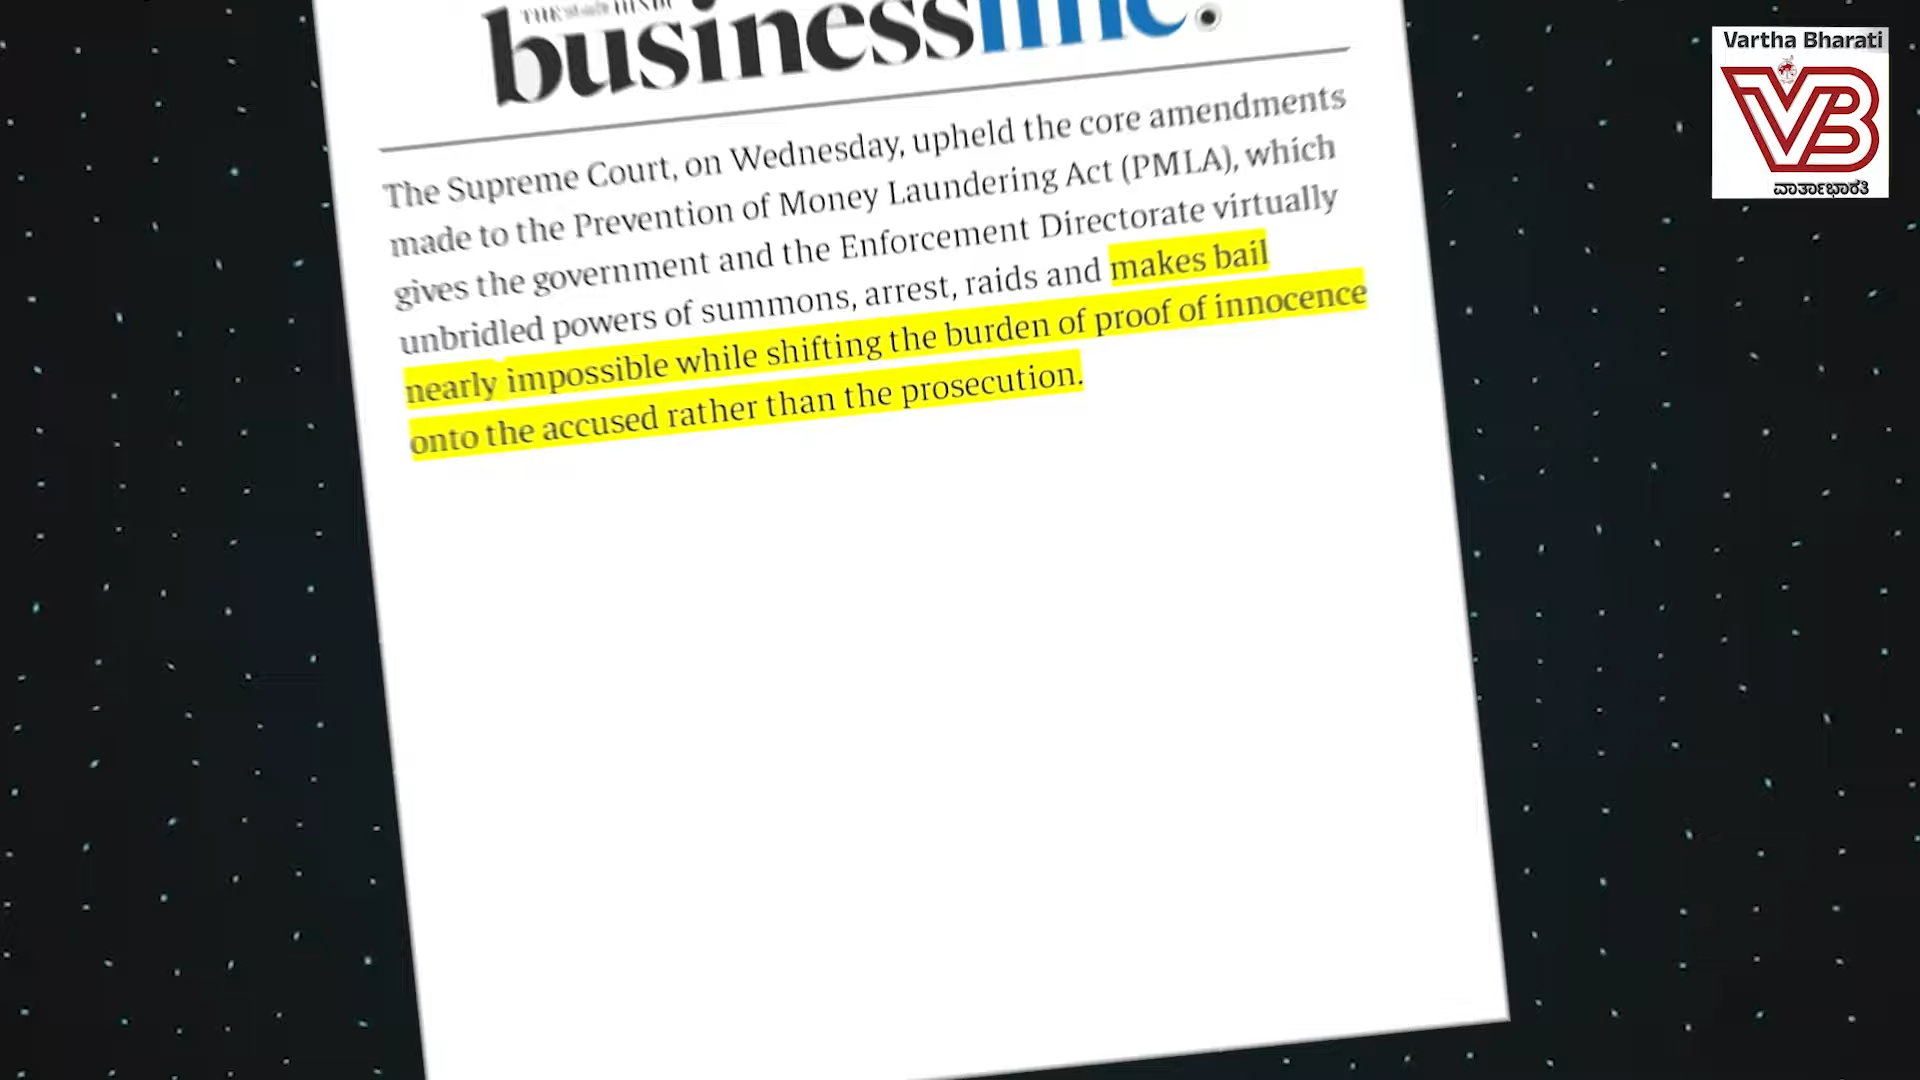 THE HINDU
businessline.
The Supreme Court, on Wednesday, upheld the core amendments
made to the Prevention of Money Laundering Act (PMLA), which
gives the government and the Enforcement Directorate virtually
unbridled powers of summons, arrest, raids and makes bail
nearly impossible while shifting the burden of proof of innocence
onto the accused rather than the prosecution.
Vartha Bharati
VB
ವಾರ್ತಾಭಾರತಿ